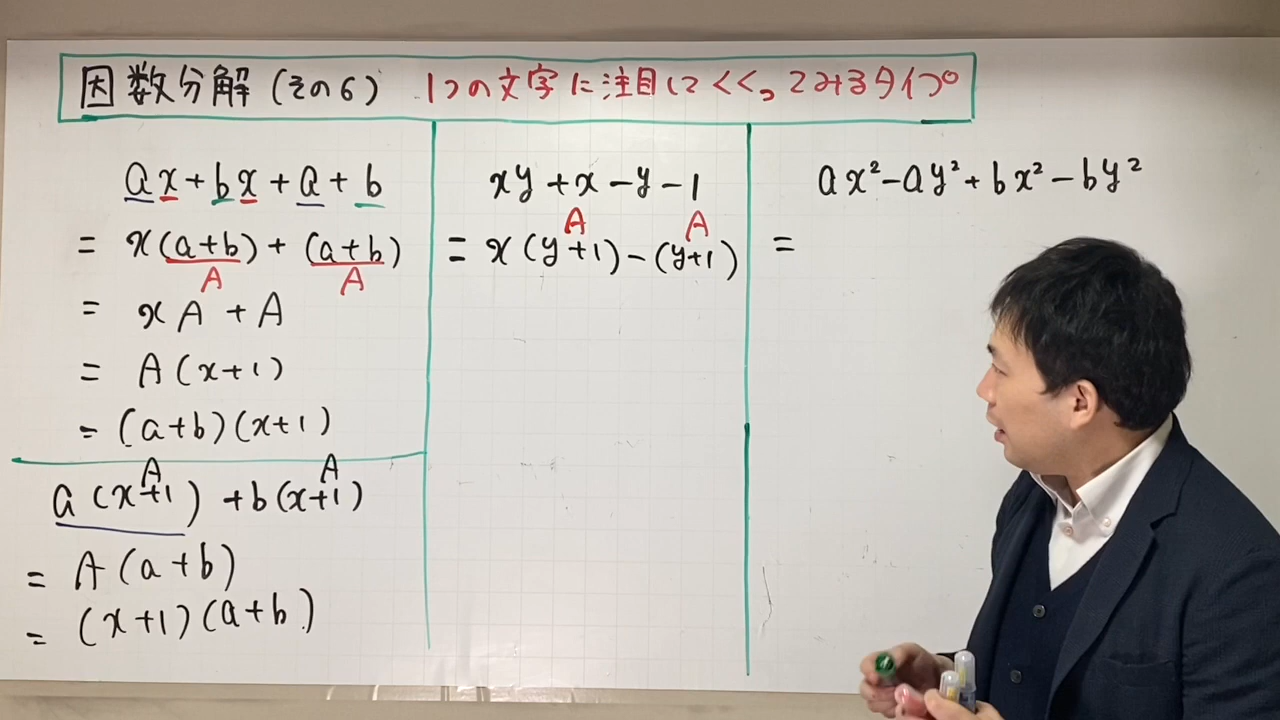 因数分解(その6) 1つの文字に注目してくくってみるタイプ
ax+bx+a+b
= x(a+b)+(a+b)
A A
= xA+A
= A(x+1)
= (a+b)(x+1)
A A
a(x+1)+b(x+1)
= A(a+b)
= (x+1)(a+b)
xy+x-y-1
A A
= x(y+1)-(y+1)
ax²-ay²+bx²-by²
=